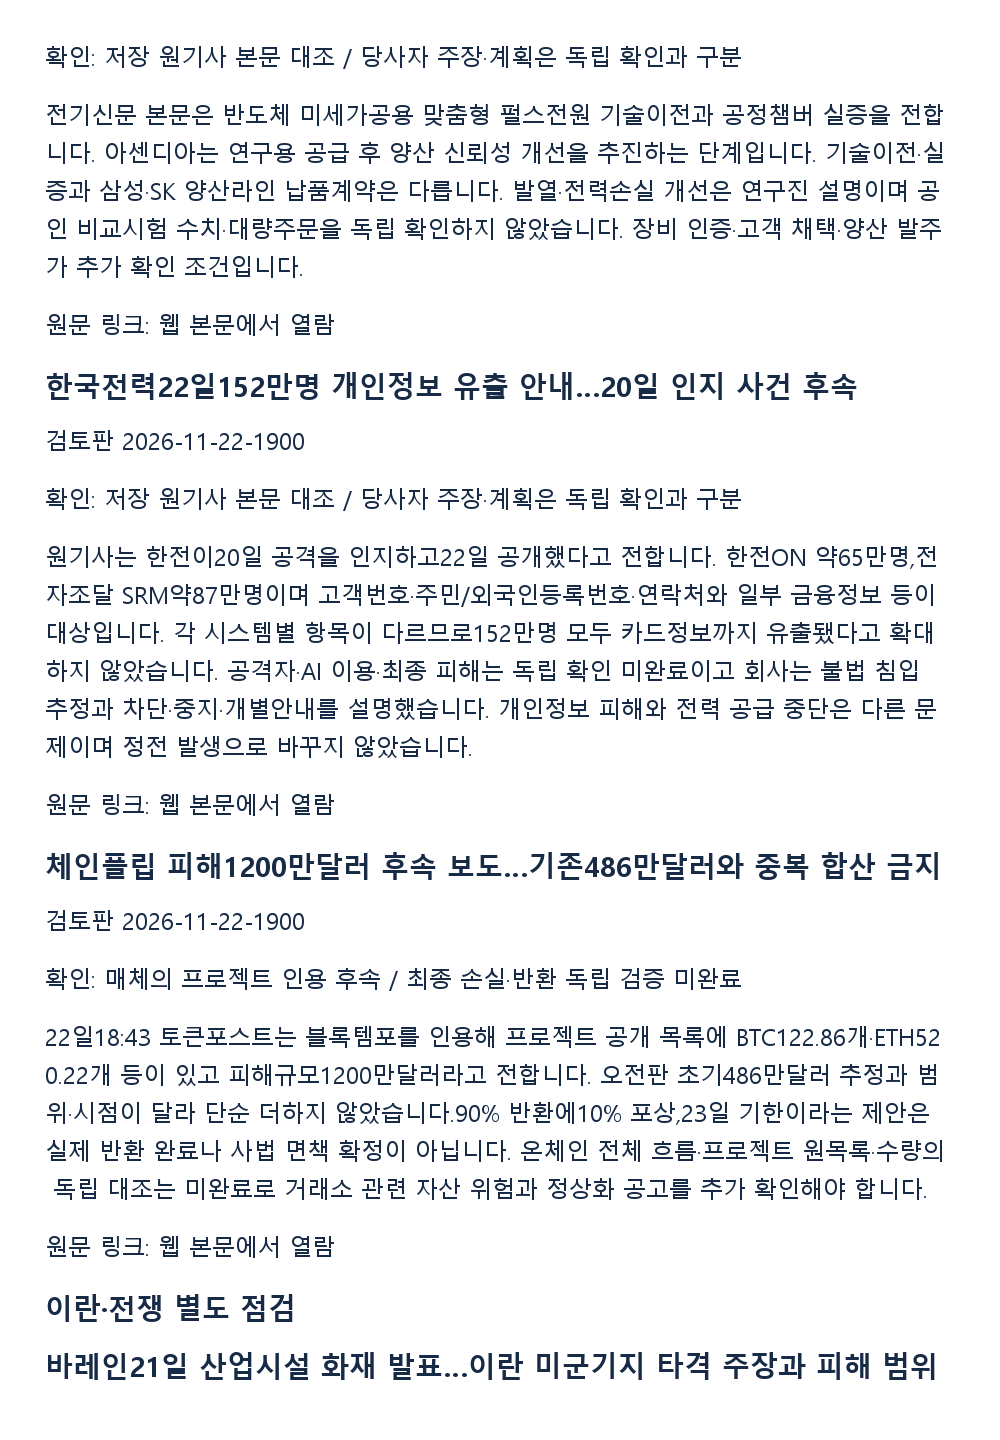 확인: 저장 원기사 본문 대조 / 당사자 주장·계획은 독립 확인과 구분
전기신문 본문은 반도체 미세가공용 맞춤형 펄스전원 기술이전과 공정챔버 실증을 전합
니다. 아센디아는 연구용 공급 후 양산 신뢰성 개선을 추진하는 단계입니다. 기술이전·실
증과 삼성·SK 양산라인 납품계약은 다릅니다. 발열·전력손실 개선은 연구진 설명이며 공
인 비교시험 수치·대량주문을 독립 확인하지 않았습니다. 장비 인증·고객 채택·양산 발주
가 추가 확인 조건입니다.
원문 링크: 웹 본문에서 열람
한국전력22일152만명 개인정보 유출 안내...20일 인지 사건 후속
검토판 2026-11-22-1900
확인: 저장 원기사 본문 대조 / 당사자 주장·계획은 독립 확인과 구분
원기사는 한전이20일 공격을 인지하고22일 공개했다고 전합니다. 한전ON 약65만명,전
자조달 SRM약87만명이며 고객번호·주민/외국인등록번호·연락처와 일부 금융정보 등이
대상입니다. 각 시스템별 항목이 다르므로152만명 모두 카드정보까지 유출됐다고 확대
하지 않았습니다. 공격자·AI 이용·최종 피해는 독립 확인 미완료이고 회사는 불법 침입
추정과 차단·중지·개별안내를 설명했습니다. 개인정보 피해와 전력 공급 중단은 다른 문
제이며 정전 발생으로 바꾸지 않았습니다.
원문 링크: 웹 본문에서 열람
체인플립 피해1200만달러 후속 보도...기존486만달러와 중복 합산 금지
검토판 2026-11-22-1900
확인: 매체의 프로젝트 인용 후속 / 최종 손실·반환 독립 검증 미완료
22일18:43 토큰포스트는 블록템포를 인용해 프로젝트 공개 목록에 BTC122.86개·ETH52
0.22개 등이 있고 피해규모1200만달러라고 전합니다. 오전판 초기486만달러 추정과 범
위·시점이 달라 단순 더하지 않았습니다.90% 반환에10% 포상,23일 기한이라는 제안은
실제 반환 완료나 사법 면책 확정이 아닙니다. 온체인 전체 흐름·프로젝트 원목록·수량의
독립 대조는 미완료로 거래소 관련 자산 위험과 정상화 공고를 추가 확인해야 합니다.
원문 링크: 웹 본문에서 열람
이란·전쟁 별도 점검
바레인21일 산업시설 화재 발표...이란 미군기지 타격 주장과 피해 범위